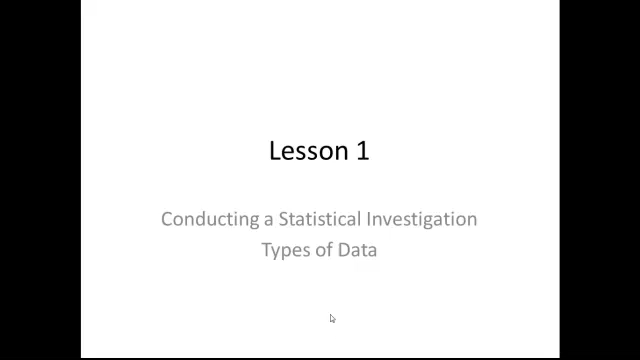 Lesson 1
Conducting a Statistical Investigation
Types of Data